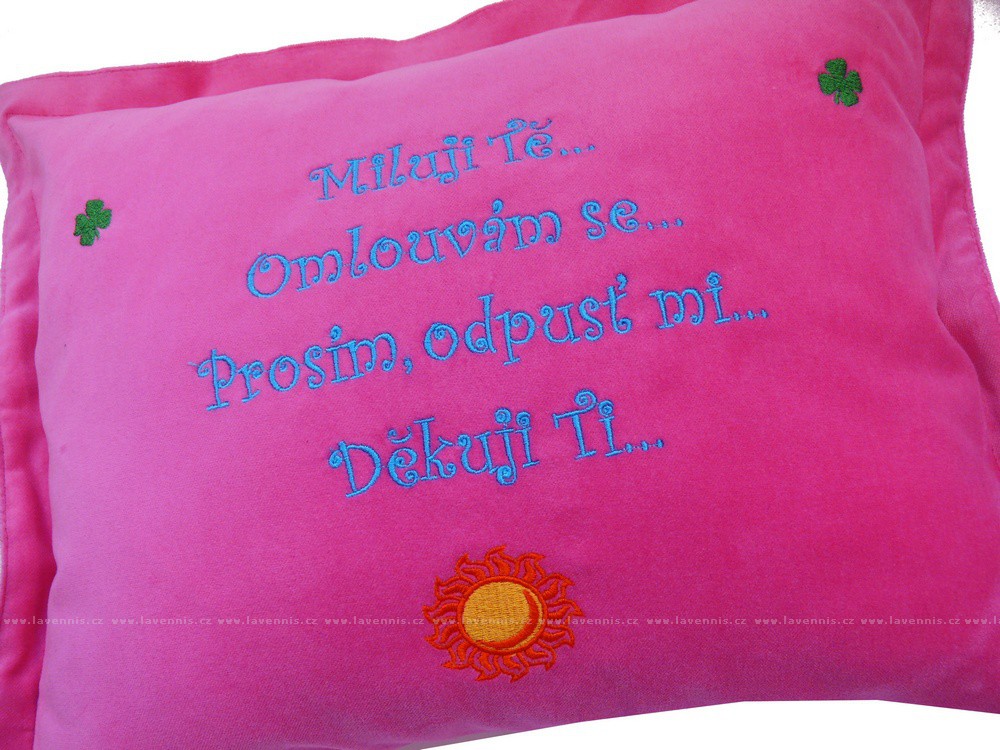 Miluji Tě...
Omlouvám se...
Prosím, odpusť mi...
Děkuji Ti...
www.lavennis.cz www.lavennis.cz www.lavennis.cz www.lavennis.cz www.lavennis.cz www.lavennis.cz www.lavennis.cz www.lavennis.cz www.lavennis.cz www